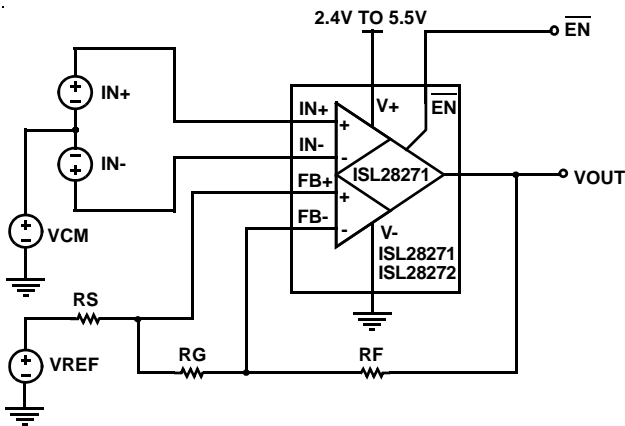 2.4V TO 5.5V
EN
IN+
IN+
V+
EN
+
IN-
IN-
-
ISL28271
VOUT
FB+
+
FB-
-
V-
VCM
ISL28271
ISL28272
RS
VREF
RG
RF